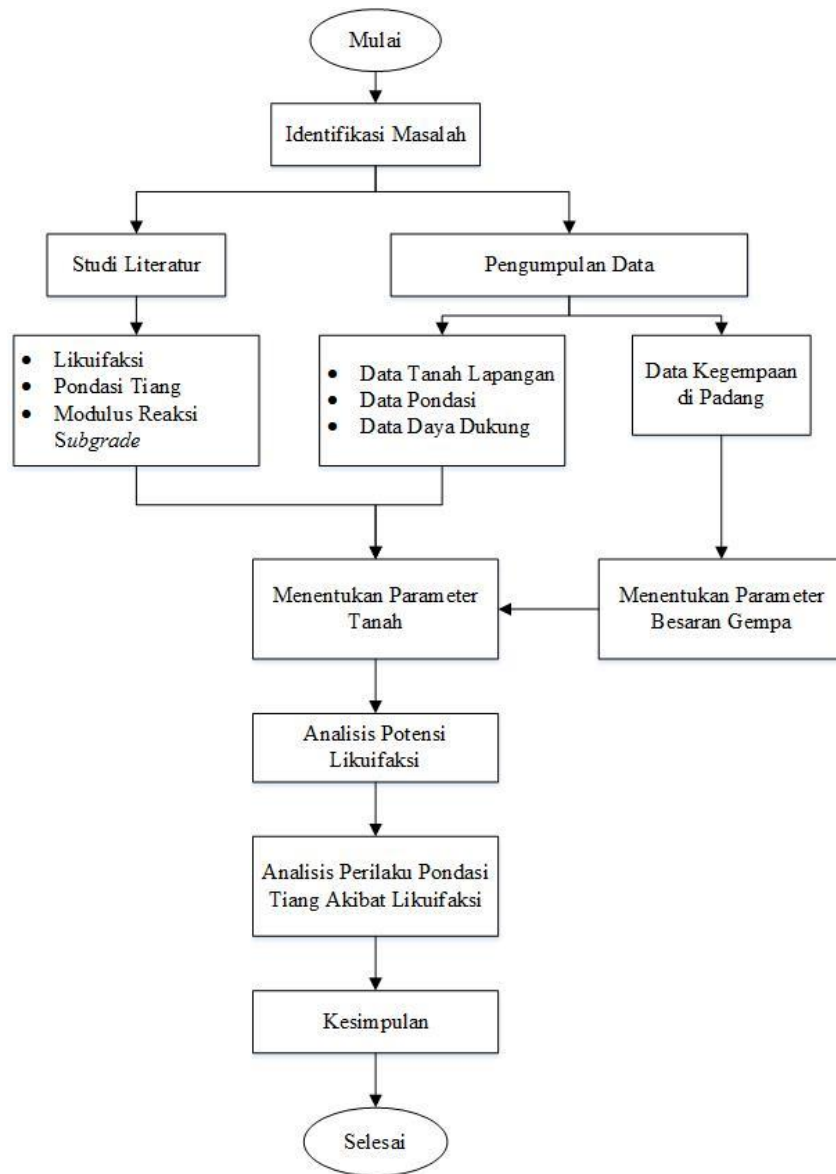 Mulai
Identifikasi Masalah
Studi Literatur
Pengumpulan Data
• Likuifaksi
• Pondasi Tiang
• Modulus Reaksi
Subgrade
• Data Tanah Lapangan
• Data Pondasi
• Data Daya Dukung
Data Kegempaan
di Padang
Menentukan Parameter
Tanah
Menentukan Parameter
Besaran Gempa
Analisis Potensi
Likuifaksi
Analisis Perilaku Pondasi
Tiang Akibat Likuifaksi
Kesimpulan
Selesai